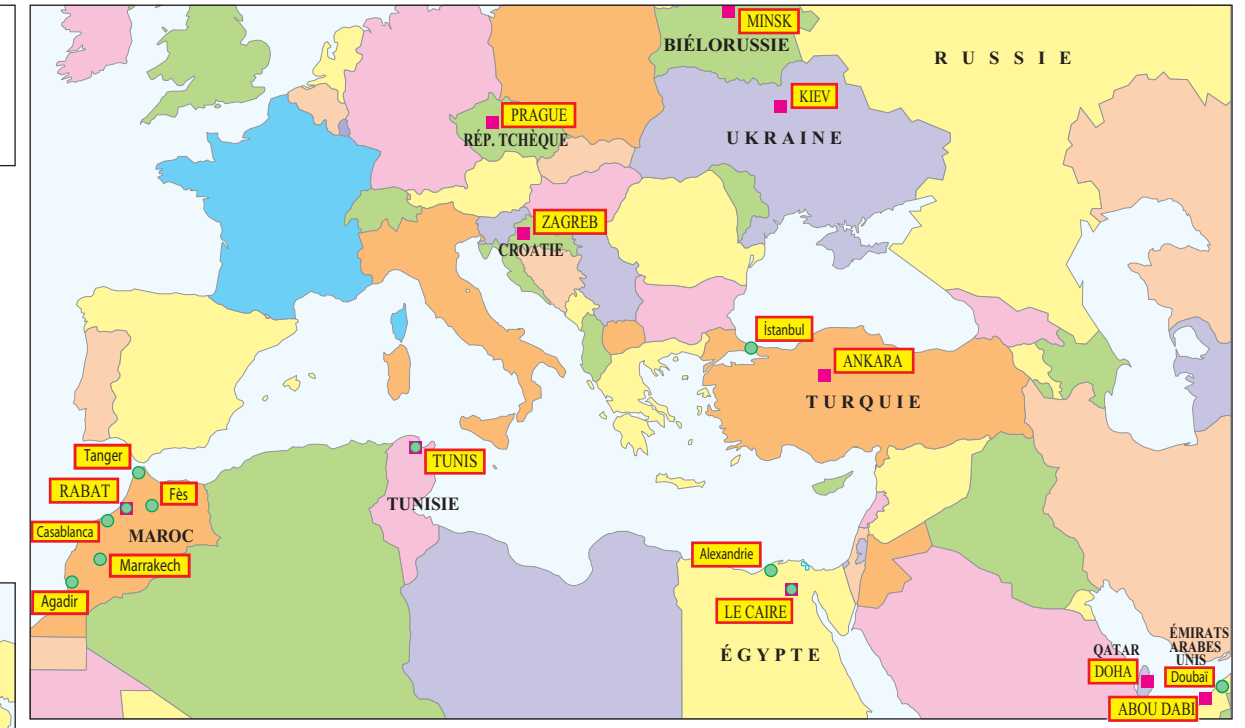 MINSK
BIÉLORUSSIE
RUSSIE
KIEV
PRAGUE
RÉP. TCHÈQUE
UKRAINE
ZAGREB
CROATIE
İstanbul
ANKARA
TURQUIE
Tanger
TUNIS
RABAT
Fès
TUNISIE
Casablanca
MAROC
Marrakech
Alexandrie
Agadir
LE CAIRE
ÉGYPTE
QATAR
DOHA
ÉMIRATS
ARABES
UNIS
Doubaï
ABOU DABI